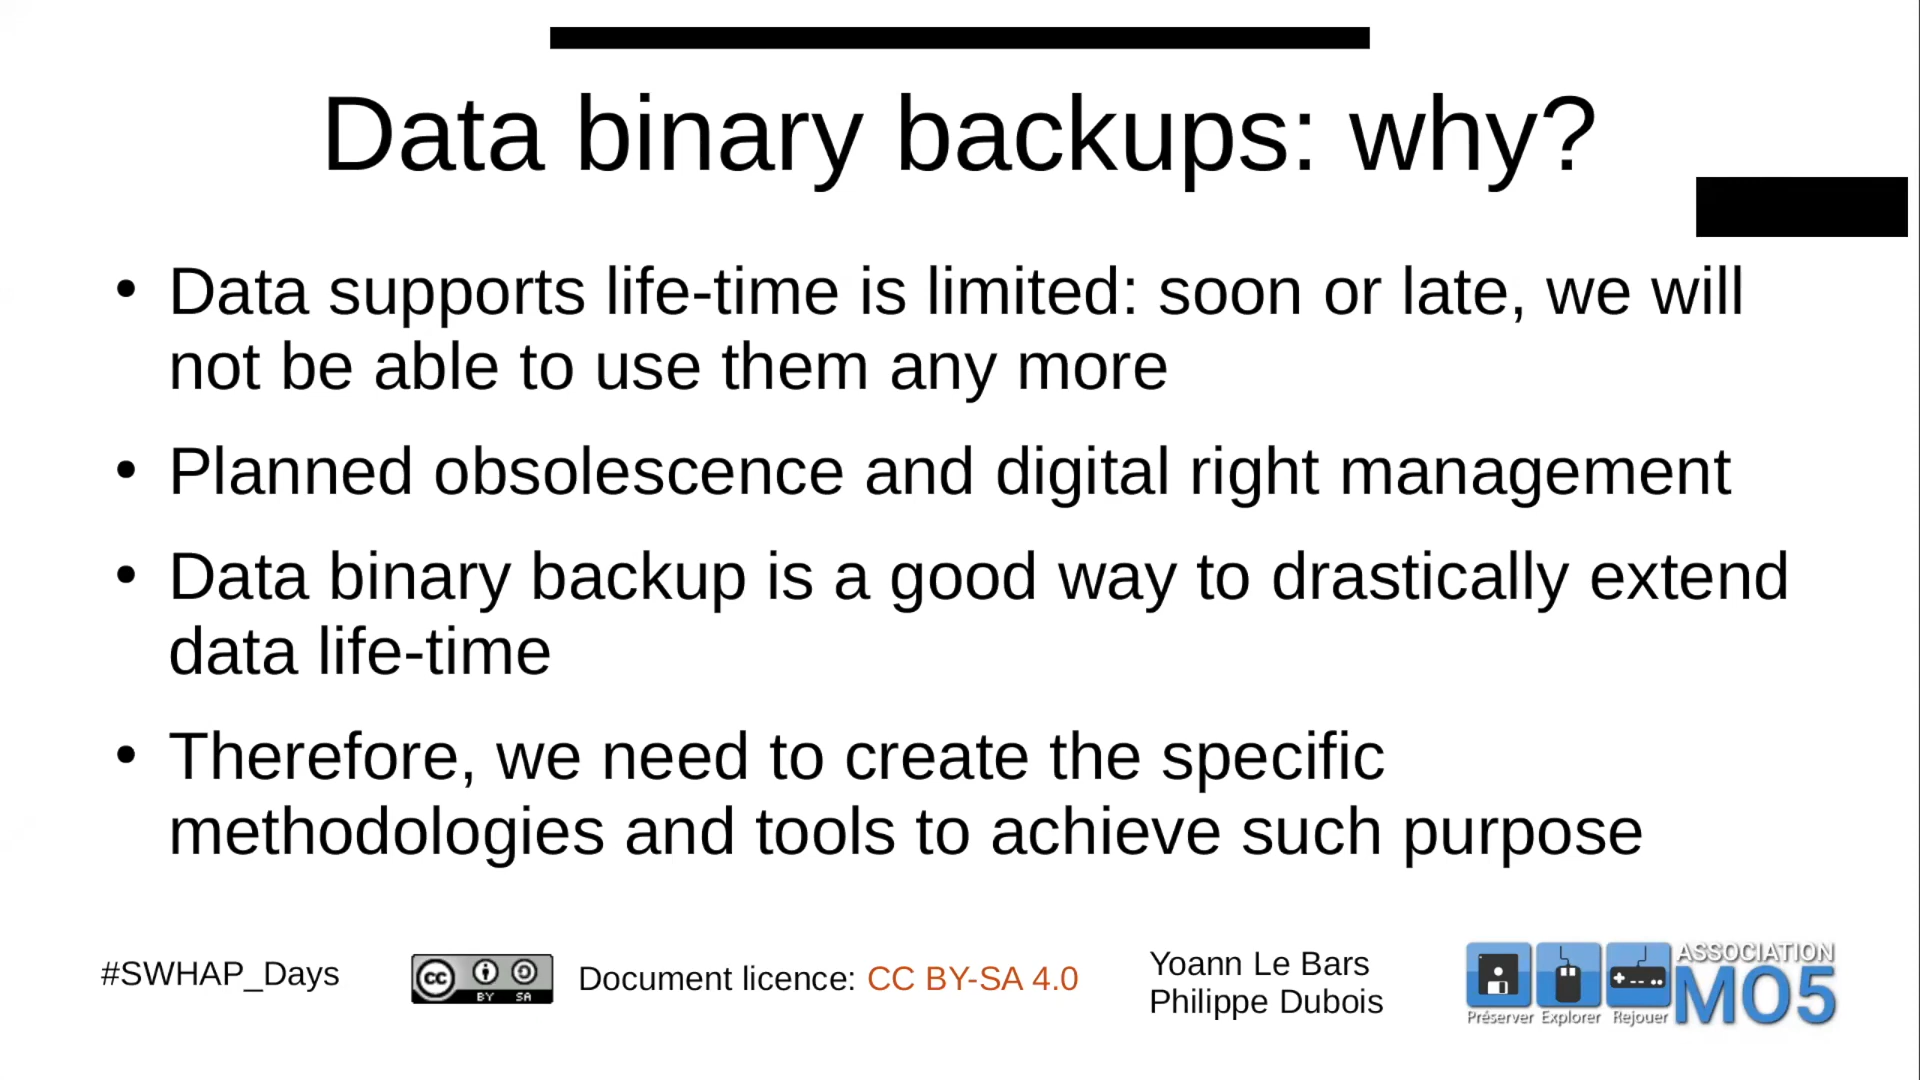 Data binary backups: why?
• Data supports life-time is limited: soon or late, we will
not be able to use them any more
• Planned obsolescence and digital right management
• Data binary backup is a good way to drastically extend
data life-time
• Therefore, we need to create the specific
methodologies and tools to achieve such purpose
#SWHAP_Days
cc BY SA
Document licence: CC BY-SA 4.0
Yoann Le Bars
Philippe Dubois
Préserver Explorer Rejouer
ASSOCIATION
MO5